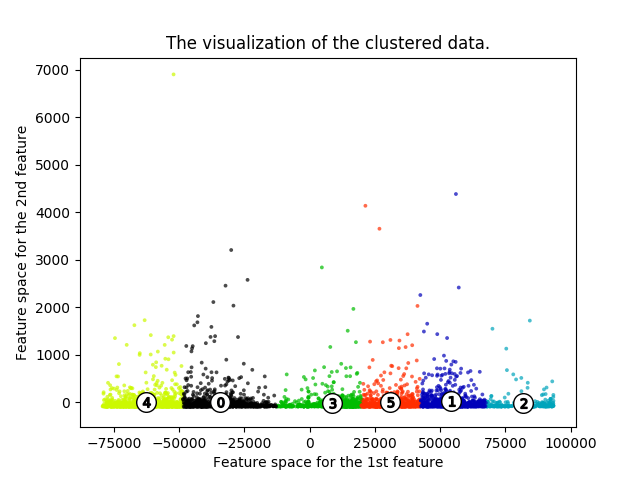 The visualization of the clustered data.
Feature space for the 2nd feature
7000
6000
5000
4000
3000
2000
1000
0
4 0 3 5 1 2
−75000 −50000 −25000 0 25000 50000 75000 100000
Feature space for the 1st feature